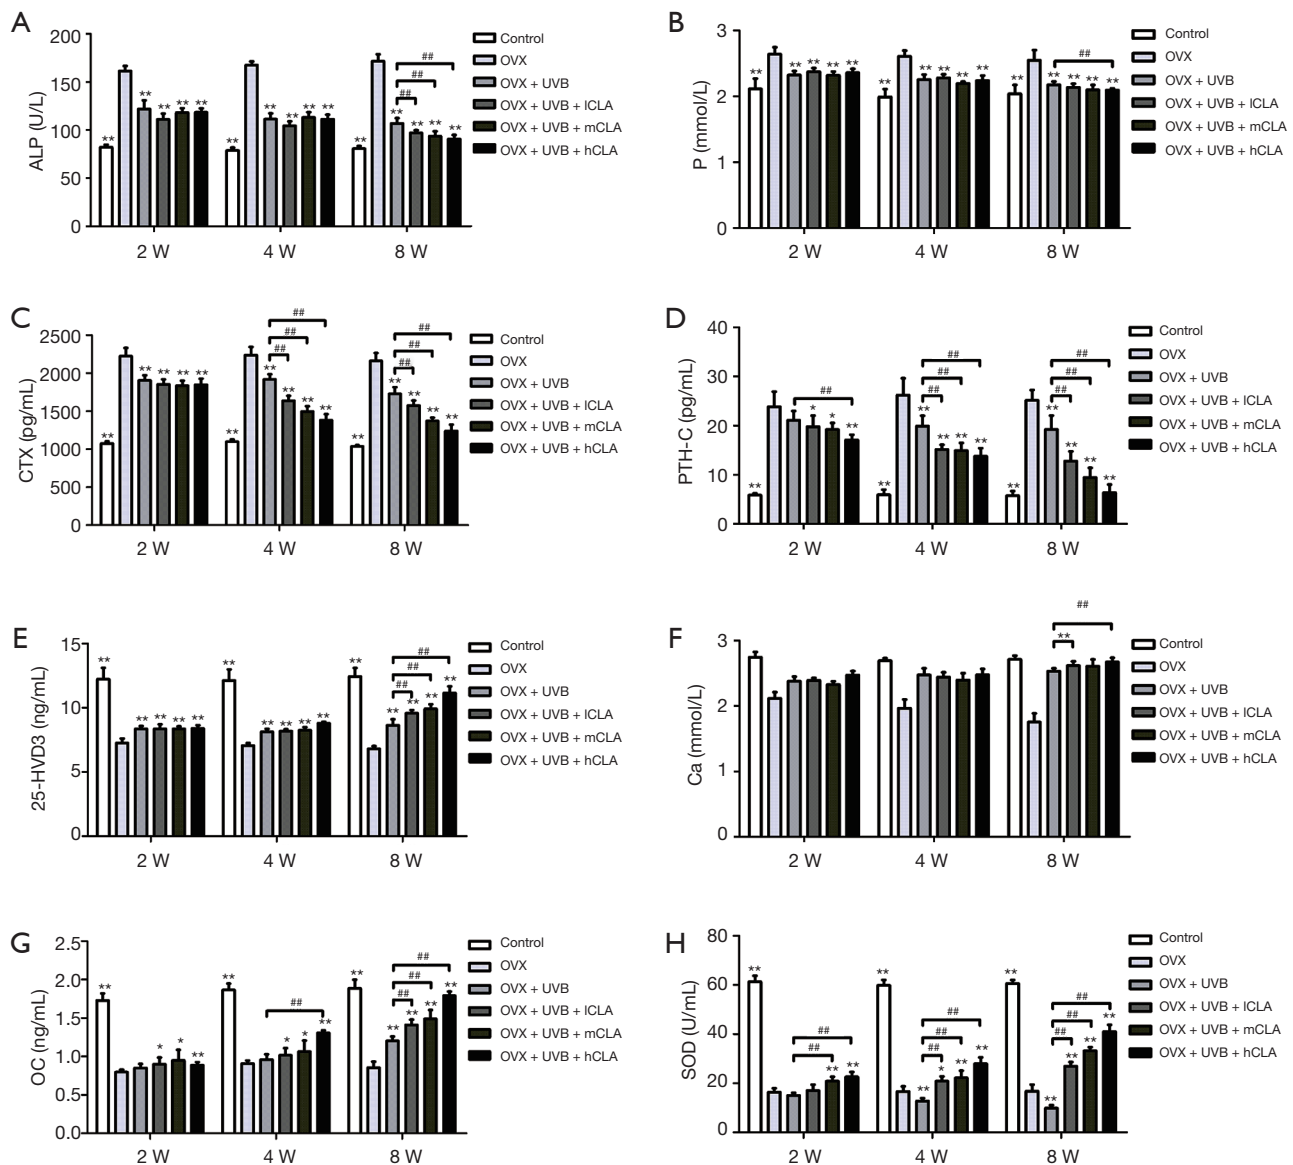 A
ALP (U/L)
200
150
100
50
0
** ** ** ** **
** ** ** ** **
** ** ** ** **
## ## ##
2 W 4 W 8 W
Control
OVX
OVX + UVB
OVX + UVB + lCLA
OVX + UVB + mCLA
OVX + UVB + hCLA
B
P (mmol/L)
3
2
1
0
** ** ** ** **
** ** ** ** **
** ** ** ** **
##
2 W 4 W 8 W
Control
OVX
OVX + UVB
OVX + UVB + lCLA
OVX + UVB + mCLA
OVX + UVB + hCLA
C
CTX (pg/mL)
2500
2000
1500
1000
500
0
** ** ** ** **
** ** ** ** **
** ** ** ** **
## ## ##
## ## ##
2 W 4 W 8 W
Control
OVX
OVX + UVB
OVX + UVB + lCLA
OVX + UVB + mCLA
OVX + UVB + hCLA
D
PTH-C (pg/mL)
40
30
20
10
0
** * * **
** ** ** ** **
** ** ** ** **
##
## ## ##
## ## ##
2 W 4 W 8 W
Control
OVX
OVX + UVB
OVX + UVB + lCLA
OVX + UVB + mCLA
OVX + UVB + hCLA
E
25-HVD3 (ng/mL)
15
10
5
0
** ** ** ** **
** ** ** ** **
** ** ** ** **
## ## ##
2 W 4 W 8 W
Control
OVX
OVX + UVB
OVX + UVB + lCLA
OVX + UVB + mCLA
OVX + UVB + hCLA
F
Ca (mmol/L)
3
2
1
0
** ##
2 W 4 W 8 W
Control
OVX
OVX + UVB
OVX + UVB + lCLA
OVX + UVB + mCLA
OVX + UVB + hCLA
G
OC (ng/mL)
2.5
2.0
1.5
1.0
0.5
0.0
** * * **
** * * **
** ** ** ** **
##
## ## ##
2 W 4 W 8 W
Control
OVX
OVX + UVB
OVX + UVB + lCLA
OVX + UVB + mCLA
OVX + UVB + hCLA
H
SOD (U/mL)
80
60
40
20
0
** ** **
** ** * ** **
** ** ** ** **
## ##
## ## ##
## ## ##
2 W 4 W 8 W
Control
OVX
OVX + UVB
OVX + UVB + lCLA
OVX + UVB + mCLA
OVX + UVB + hCLA